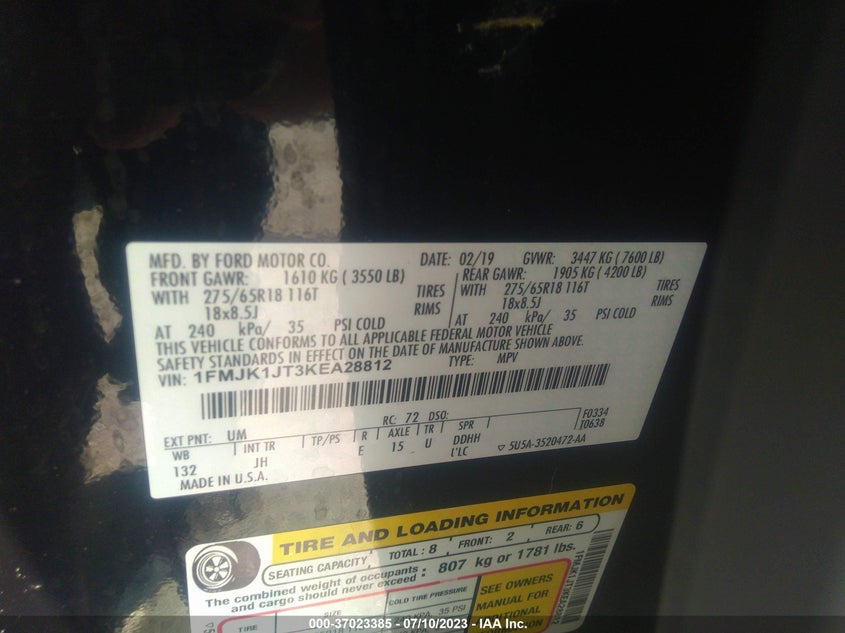 MFD. BY FORD MOTOR CO. DATE: 02/19 GVWR: 3447 KG ( 7600 LB)
FRONT GAWR: 1610 KG ( 3550 LB) REAR GAWR: 1905 KG ( 4200 LB)
WITH 275/65R18 116T TIRES WITH 275/65R18 116T TIRES
18x8.5J RIMS 18x8.5J RIMS
AT 240 kPa/ 35 PSI COLD AT 240 kPa/ 35 PSI COLD
THIS VEHICLE CONFORMS TO ALL APPLICABLE FEDERAL MOTOR VEHICLE
SAFETY STANDARDS IN EFFECT ON THE DATE OF MANUFACTURE SHOWN ABOVE.
VIN: 1FMJK1JT3KEA28812 TYPE: MPV
EXT PNT: UM RC: 72 DSO: F0334
WB INT TR TP/PS R AXLE TR SPR T0638
132 JH E 15 U DDHH
I'LC 5U5A-3520472-AA
MADE IN U.S.A.
TIRE AND LOADING INFORMATION
SEATING CAPACITY TOTAL: 8 FRONT: 2 REAR: 6
The combined weight of occupants
and cargo should never exceed : 807 kg or 1781 lbs.
TIRE SIZE COLD TIRE PRESSURE
35 PSI
SEE OWNERS
MANUAL FOR
000-37023385 - 07/10/2023 - IAA Inc.